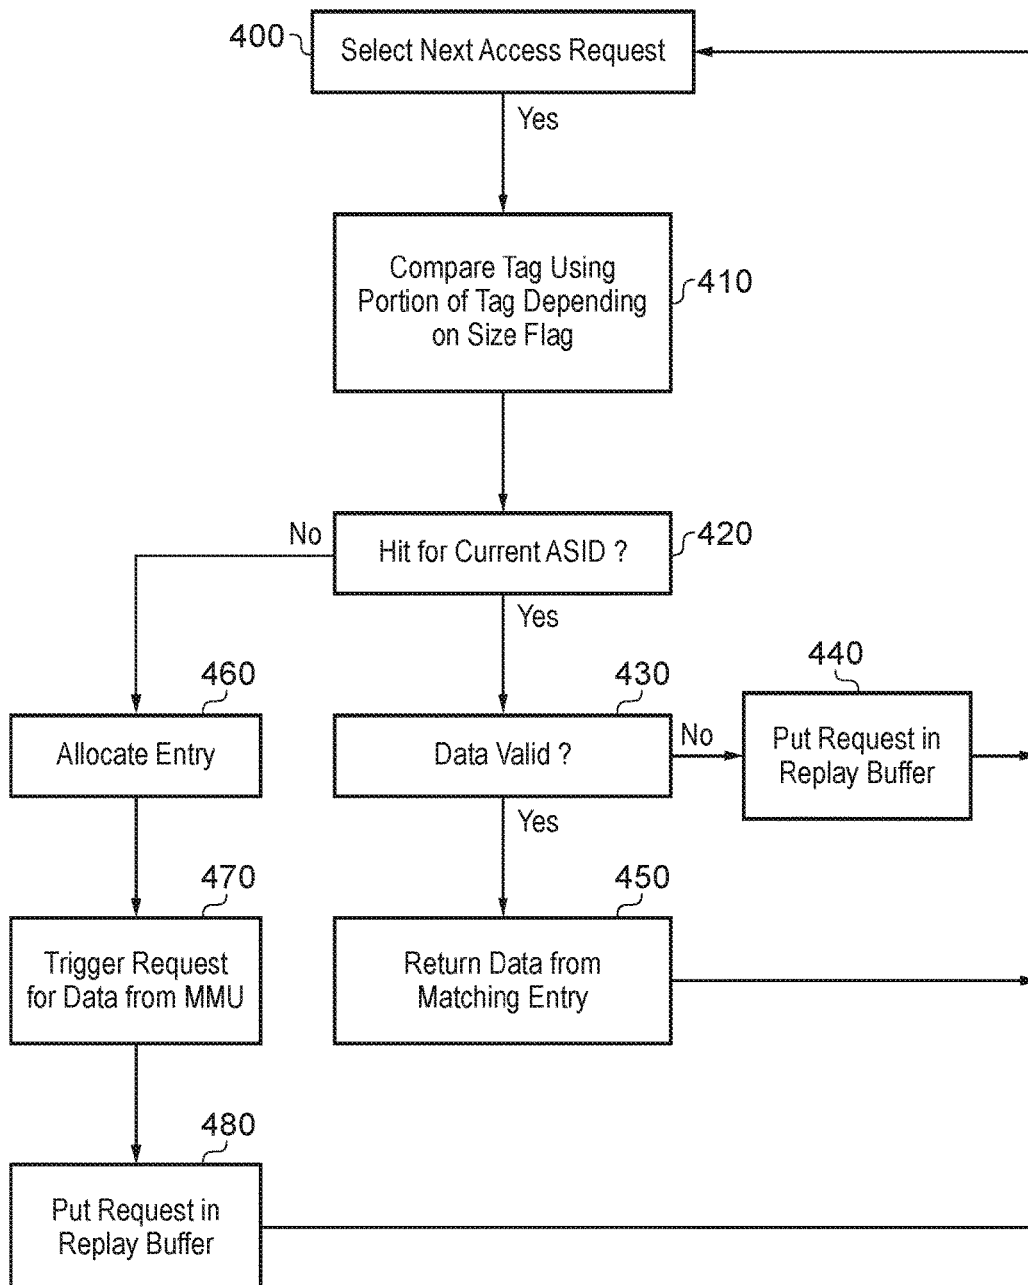 400
Select Next Access Request
Yes
Compare Tag Using
Portion of Tag Depending
on Size Flag
410
No
Hit for Current ASID ?
420
Yes
460
430
440
Allocate Entry
Data Valid ?
No
Put Request in
Replay Buffer
Yes
470
450
Trigger Request
for Data from MMU
Return Data from
Matching Entry
480
Put Request in
Replay Buffer